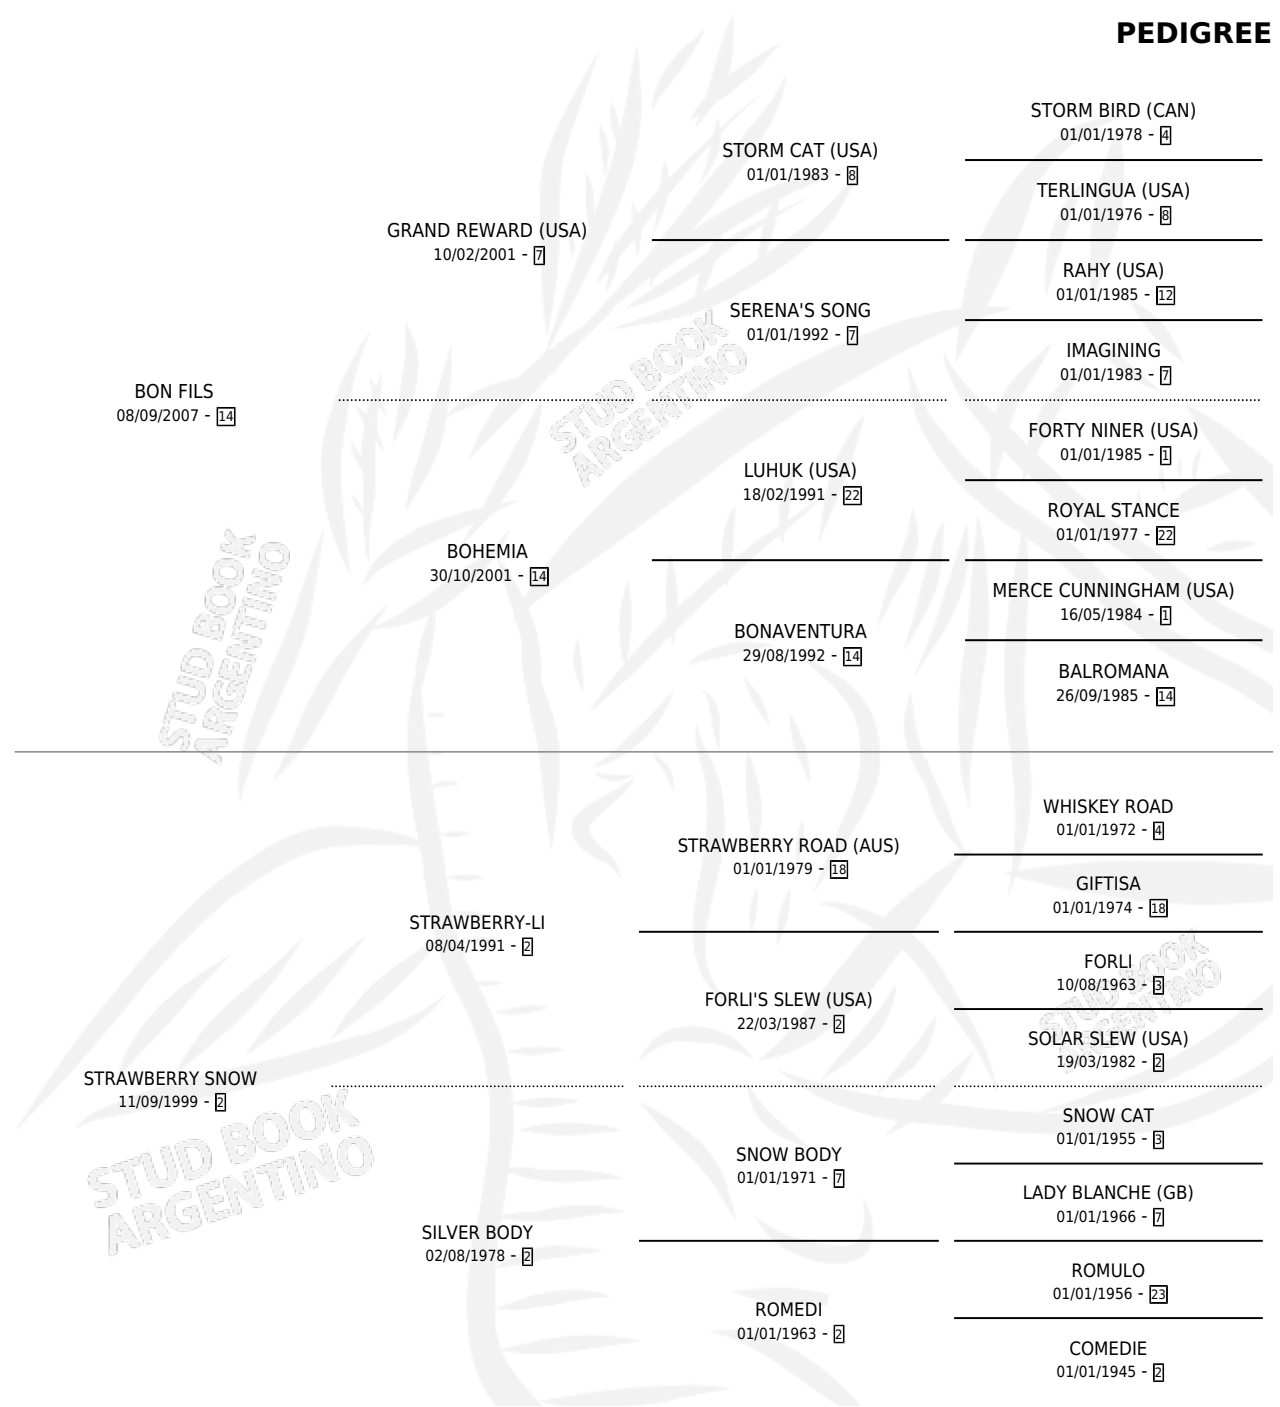 PEDIGREE
STORM BIRD (CAN)
01/01/1978 - 4
STORM CAT (USA)
01/01/1983 - 8
TERLINGUA (USA)
01/01/1976 - 8
GRAND REWARD (USA)
10/02/2001 - 7
RAHY (USA)
01/01/1985 - 12
SERENA'S SONG
01/01/1992 - 7
IMAGINING
01/01/1983 - 7
BON FILS
08/09/2007 - 14
FORTY NINER (USA)
01/01/1985 - 1
LUHUK (USA)
18/02/1991 - 22
ROYAL STANCE
01/01/1977 - 22
BOHEMIA
30/10/2001 - 14
MERCE CUNNINGHAM (USA)
16/05/1984 - 1
BONAVENTURA
29/08/1992 - 14
BALROMANA
26/09/1985 - 14
STUD BOOK
ARGENTINO
STUD BOOK
ARGENTINO
WHISKEY ROAD
01/01/1972 - 4
STRAWBERRY ROAD (AUS)
01/01/1979 - 18
GIFTISA
01/01/1974 - 18
STRAWBERRY-LI
08/04/1991 - 2
FORLI
10/08/1963 - 3
FORLI'S SLEW (USA)
22/03/1987 - 2
SOLAR SLEW (USA)
19/03/1982 - 2
STRAWBERRY SNOW
11/09/1999 - 2
SNOW CAT
01/01/1955 - 3
SNOW BODY
01/01/1971 - 7
LADY BLANCHE (GB)
01/01/1966 - 7
SILVER BODY
02/08/1978 - 2
ROMULO
01/01/1956 - 23
ROMEDI
01/01/1963 - 2
COMEDIE
01/01/1945 - 2
STUD BOOK
ARGENTINO
STUD BOOK
ARGENTINO